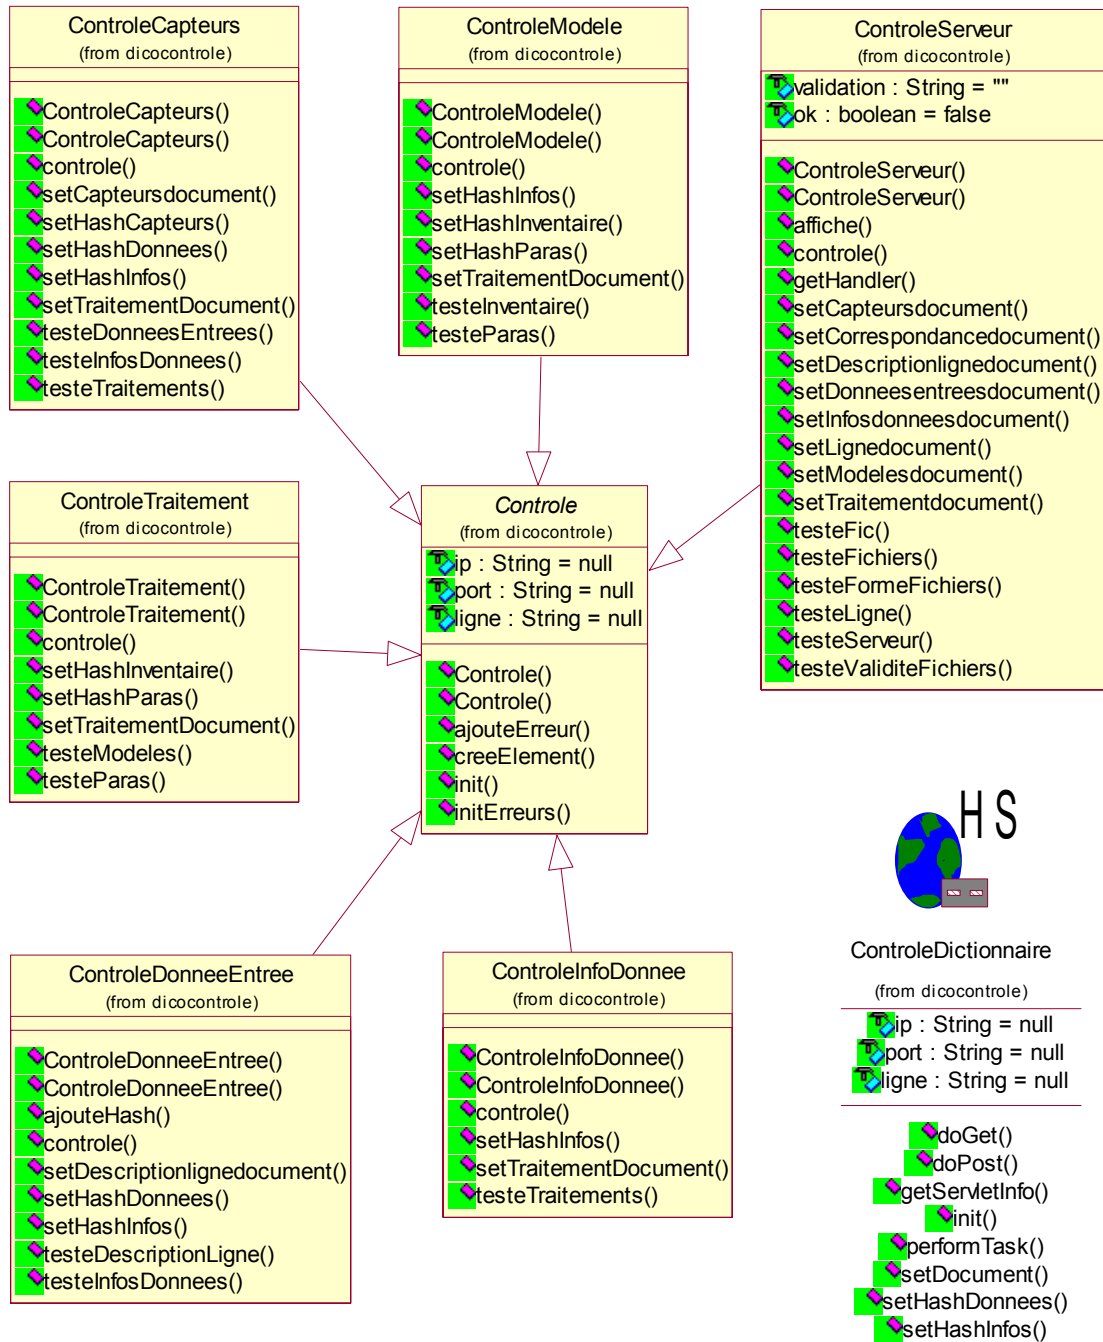 ControleCapteurs
(from dicocontrole)
ControleCapteurs()
ControleCapteurs()
controle()
setCapteursdocument()
setHashCapteurs()
setHashDonnees()
setHashInfos()
setTraitementDocument()
testeDonneesEntrees()
testeInfosDonnees()
testeTraitements()
ControleModele
(from dicocontrole)
ControleModele()
ControleModele()
controle()
setHashInfos()
setHashInventaire()
setHashParas()
setTraitementDocument()
testeInventaire()
testeParas()
ControleServeur
(from dicocontrole)
validation : String = ""
ok : boolean = false
ControleServeur()
ControleServeur()
affiche()
controle()
getHandler()
setCapteursdocument()
setCorrespondancedocument()
setDescriptionlignedocument()
setDonneesentreesdocument()
setInfosdonneesdocument()
setLignedocument()
setModelesdocument()
setTraitementdocument()
testeFic()
testeFichiers()
testeFormeFichiers()
testeLigne()
testeServeur()
testeValiditeFichiers()
ControleTraitement
(from dicocontrole)
ControleTraitement()
ControleTraitement()
controle()
setHashInventaire()
setHashParas()
setTraitementDocument()
testeModeles()
testeParas()
Controle
(from dicocontrole)
ip : String = null
port : String = null
ligne : String = null
Controle()
Controle()
ajouteErreur()
creeElement()
init()
initErreurs()
ControleDonneeEntree
(from dicocontrole)
ControleDonneeEntree()
ControleDonneeEntree()
ajouteHash()
controle()
setDescriptionlignedocument()
setHashDonnees()
setHashInfos()
testeDescriptionLigne()
testeInfosDonnees()
ControleInfoDonnee
(from dicocontrole)
ControleInfoDonnee()
ControleInfoDonnee()
controle()
setHashInfos()
setTraitementDocument()
testeTraitements()
HS
ControleDictionnaire
(from dicocontrole)
ip : String = null
port : String = null
ligne : String = null
doGet()
doPost()
getServletInfo()
init()
performTask()
setDocument()
setHashDonnees()
setHashInfos()